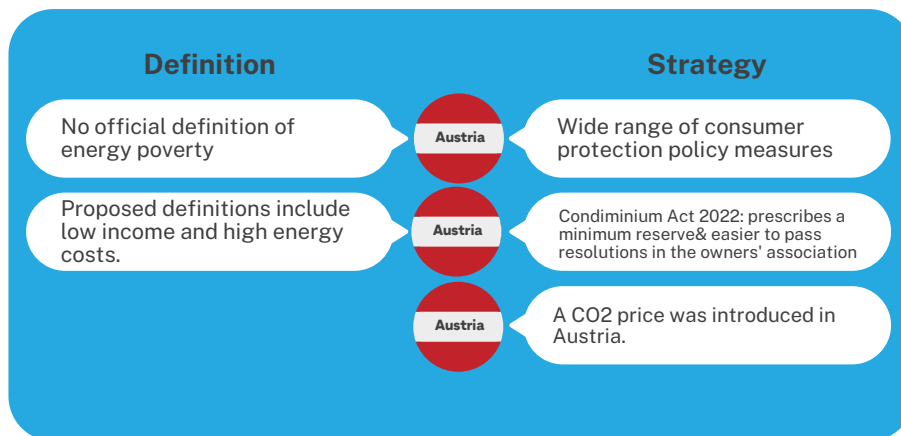 Definition
Strategy
No official definition of
energy poverty
Austria
Wide range of consumer
protection policy measures
Proposed definitions include
low income and high energy
costs.
Austria
Condiminium Act 2022: prescribes a
minimum reserve& easier to pass
resolutions in the owners' association
Austria
A CO2 price was introduced in
Austria.